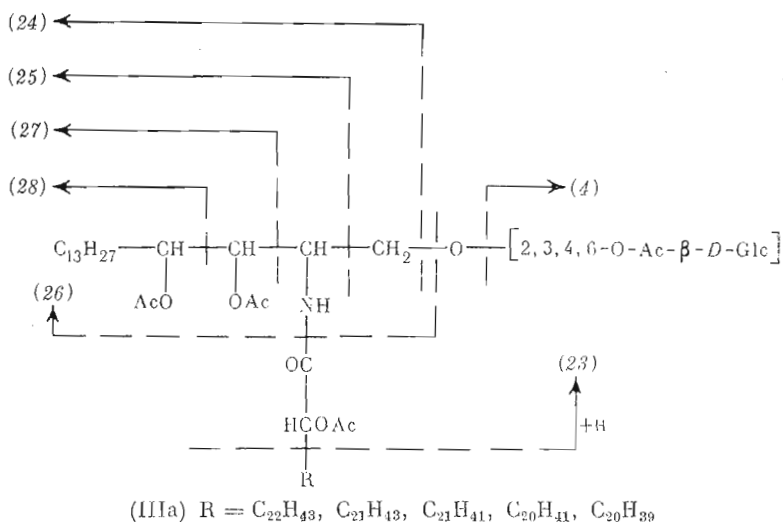 (24)
(25)
(27)
(28)
(4)
C13H27—CH—CH—CH—CH2—O—[2,3,4,6-O-Ac-β-D-Glc]
(26)
AcO OAc NH
OC
(23)
HCOAc
+H
R
(IIIa) R = C22H43, C21H43, C21H41, C20H41, C20H39